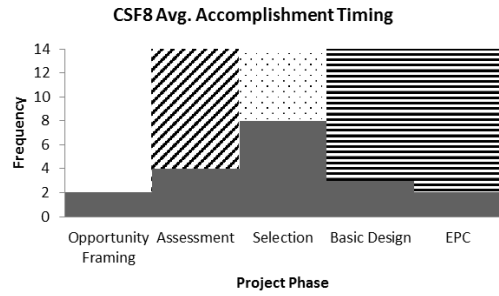 CSF8 Avg. Accomplishment Timing
14
12
10
8
6
4
2
0
Frequency
Opportunity Framing
Assessment
Selection
Basic Design
EPC
Project Phase